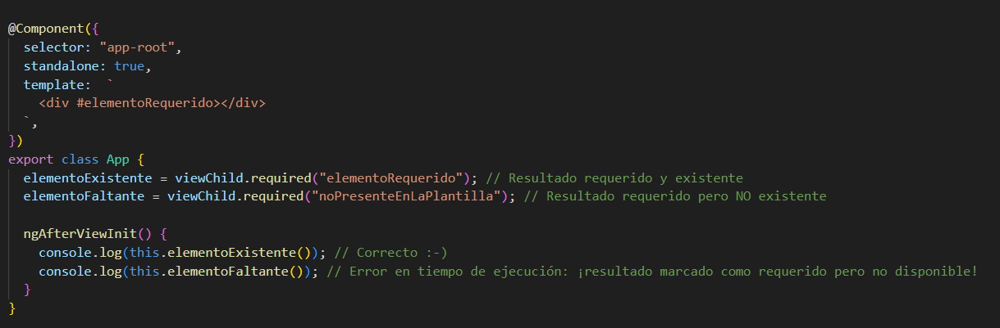 @Component({
  selector: "app-root",
  standalone: true,
  template:  `
    <div #elementoRequerido></div>
  `,
})
export class App {
  elementoExistente = viewChild.required("elementoRequerido"); // Resultado requerido y existente
  elementoFaltante = viewChild.required("noPresenteEnLaPlantilla"); // Resultado requerido pero NO existente

  ngAfterViewInit() {
    console.log(this.elementoExistente()); // Correcto :-)
    console.log(this.elementoFaltante()); // Error en tiempo de ejecución: ¡resultado marcado como requerido pero no disponible!
  }
}